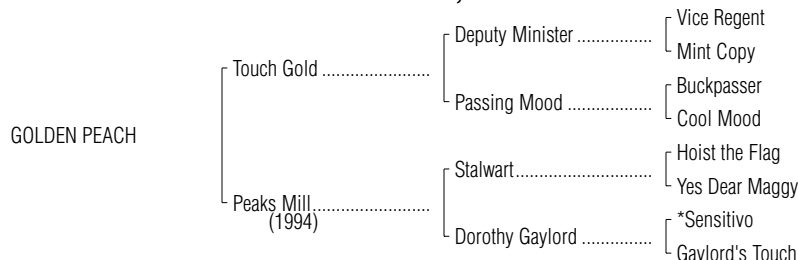 Vice Regent
Deputy Minister ..................
Mint Copy
Touch Gold ........................
Buckpasser
Passing Mood ....................
Cool Mood
GOLDEN PEACH
Hoist the Flag
Stalwart..............................
Yes Dear Maggy
Peaks Mill..........................
(1994)
*Sensitivo
Dorothy Gaylord ................
Gaylord's Touch